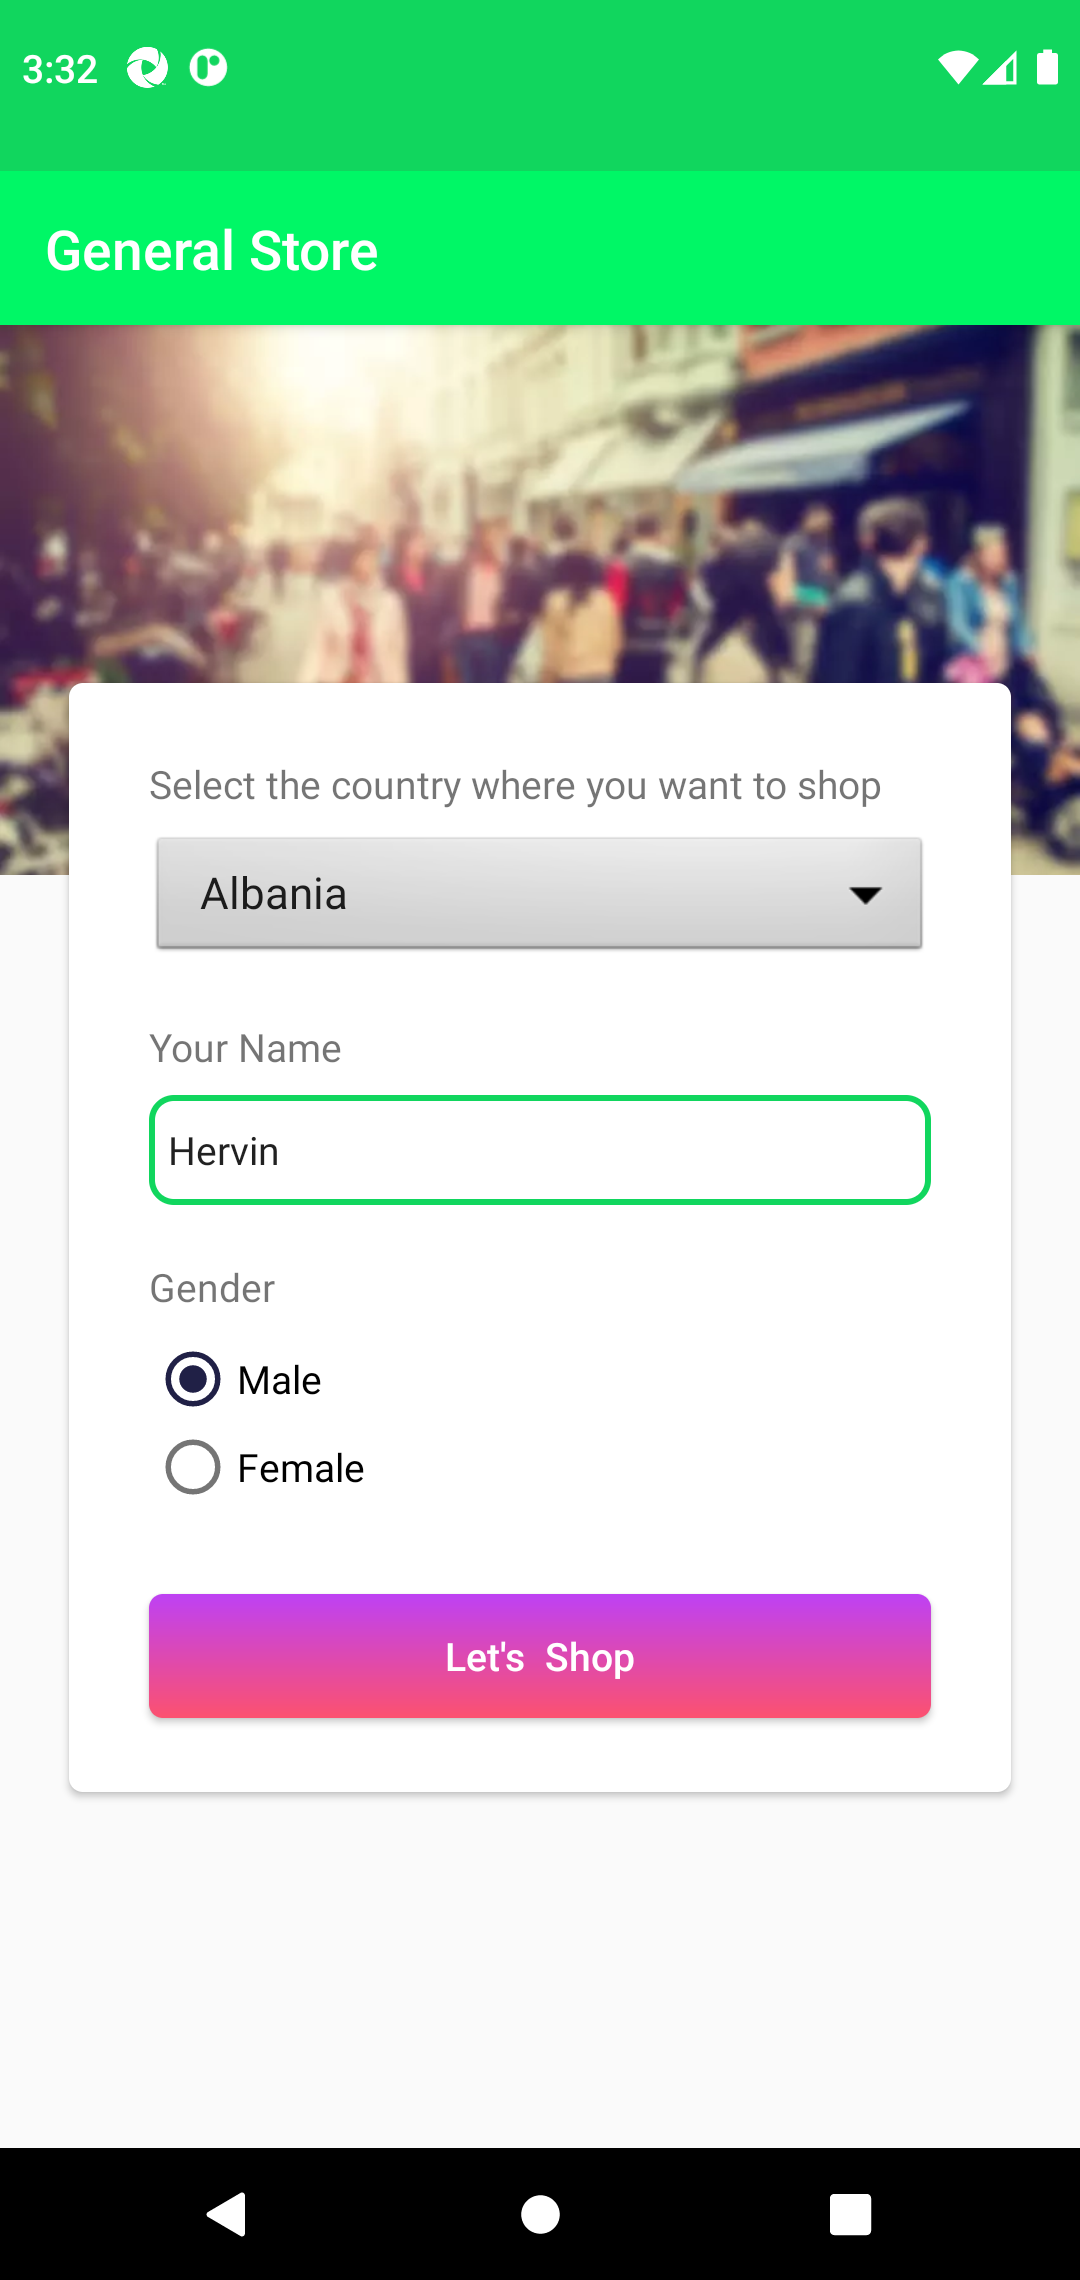 3:32
General Store
Select the country where you want to shop
Albania
Your Name
Hervin
Gender
Male
Female
Let's Shop